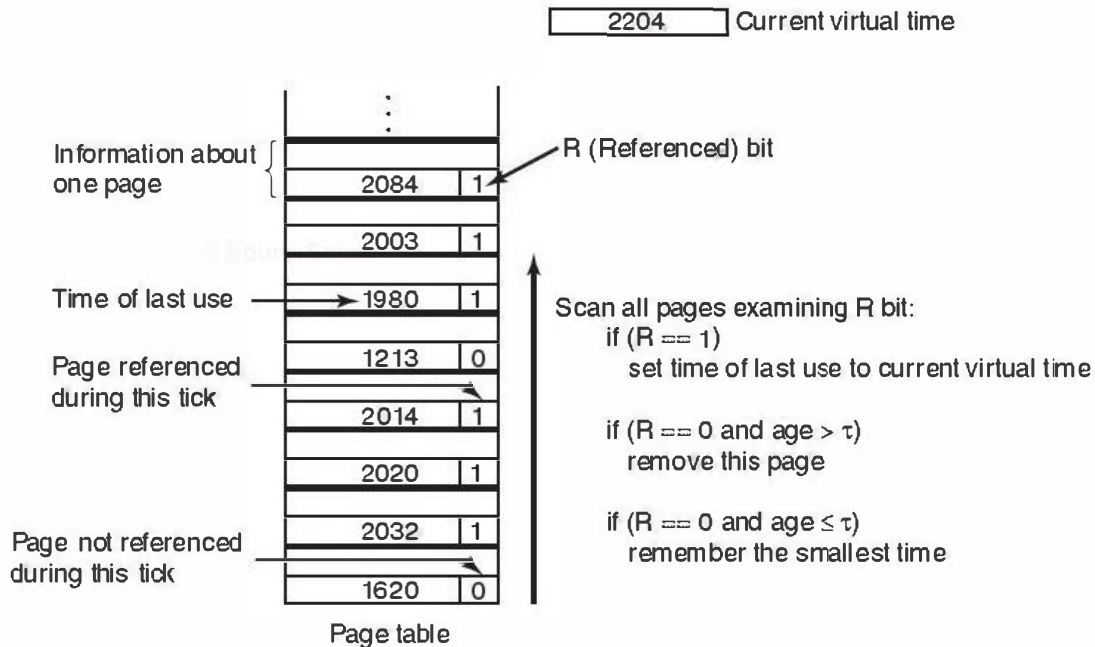 2204 Current virtual time
Information about
one page
R (Referenced) bit
2084 1
2003 1
Time of last use
1980 1
1213 0
Page referenced
during this tick
2014 1
2020 1
2032 1
Page not referenced
during this tick
1620 0
Page table
Scan all pages examining R bit:
if (R == 1)
set time of last use to current virtual time
if (R == 0 and age > τ)
remove this page
if (R == 0 and age ≤ τ)
remember the smallest time